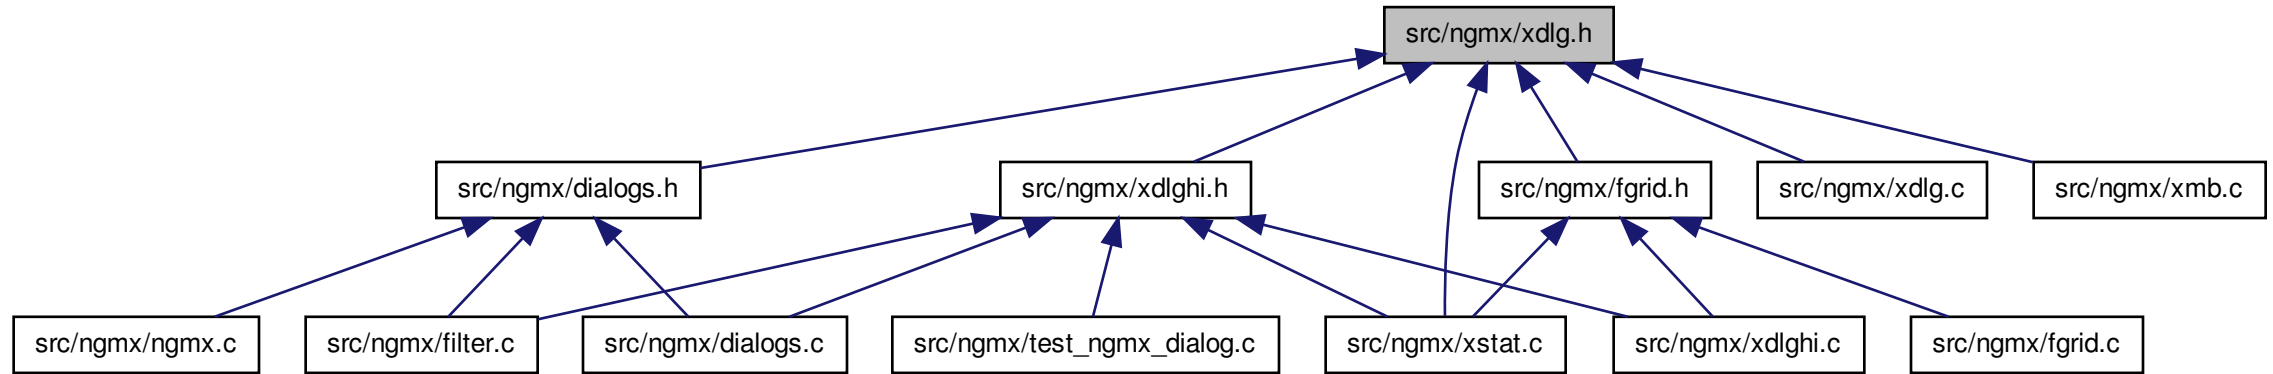 src/ngmx/xdlg.h
src/ngmx/dialogs.h
src/ngmx/xdlghi.h
src/ngmx/fgrid.h
src/ngmx/xdlg.c
src/ngmx/xmb.c
src/ngmx/ngmx.c
src/ngmx/filter.c
src/ngmx/dialogs.c
src/ngmx/test_ngmx_dialog.c
src/ngmx/xstat.c
src/ngmx/xdlghi.c
src/ngmx/fgrid.c